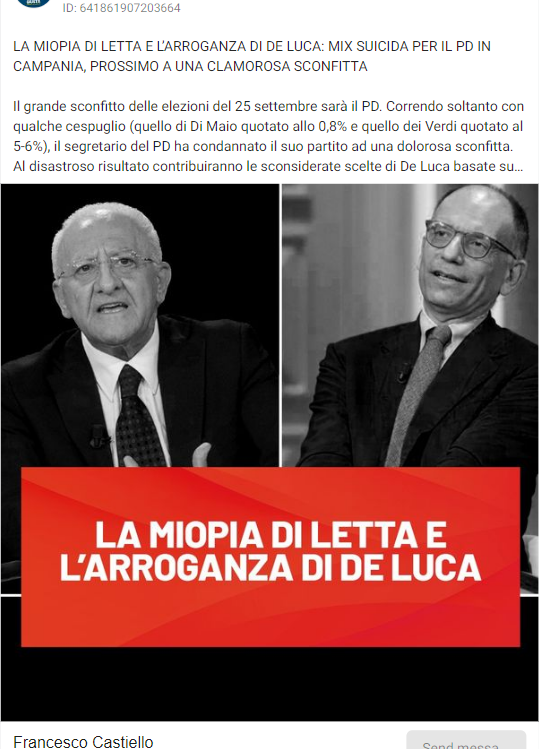 ID: 641861907203664
LA MIOPIA DI LETTA E L'ARROGANZA DI DE LUCA: MIX SUICIDA PER IL PD IN
CAMPANIA, PROSSIMO A UNA CLAMOROSA SCONFITTA
Il grande sconfitto delle elezioni del 25 settembre sarà il PD. Correndo soltanto con
qualche cespuglio (quello di Di Maio quotato allo 0,8% e quello dei Verdi quotato al
5-6%), il segretario del PD ha condannato il suo partito ad una dolorosa sconfitta.
Al disastroso risultato contribuiranno le sconsiderate scelte di De Luca basate su...
LA MIOPIA DI LETTA E
L'ARROGANZA DI DE LUCA
Francesco Castiello
Send messa...